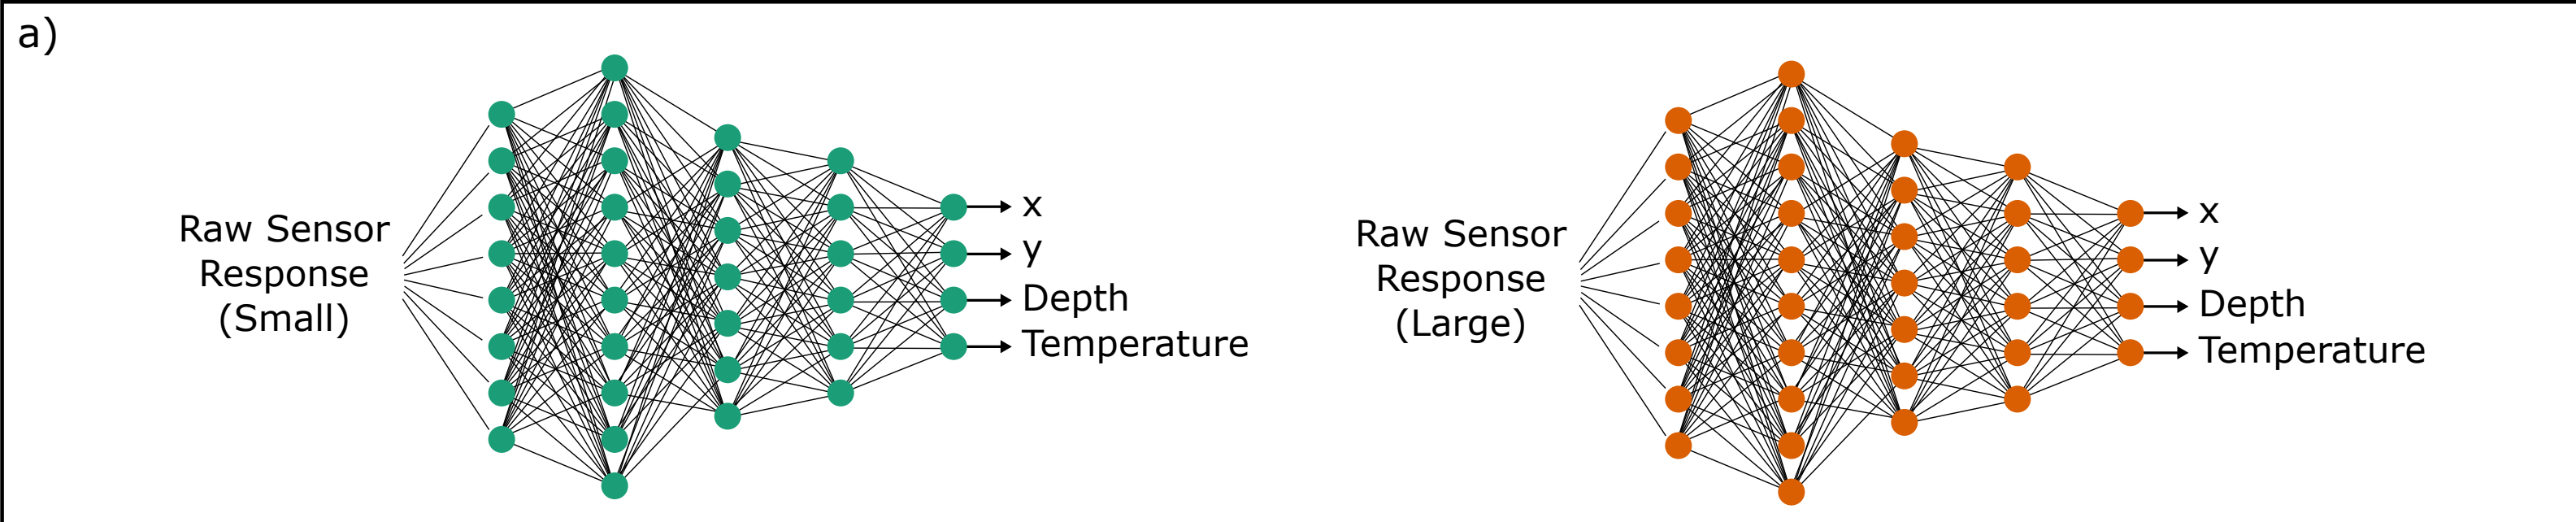 a)
Raw Sensor
Response
(Small)
x
y
Depth
Temperature
Raw Sensor
Response
(Large)
x
y
Depth
Temperature